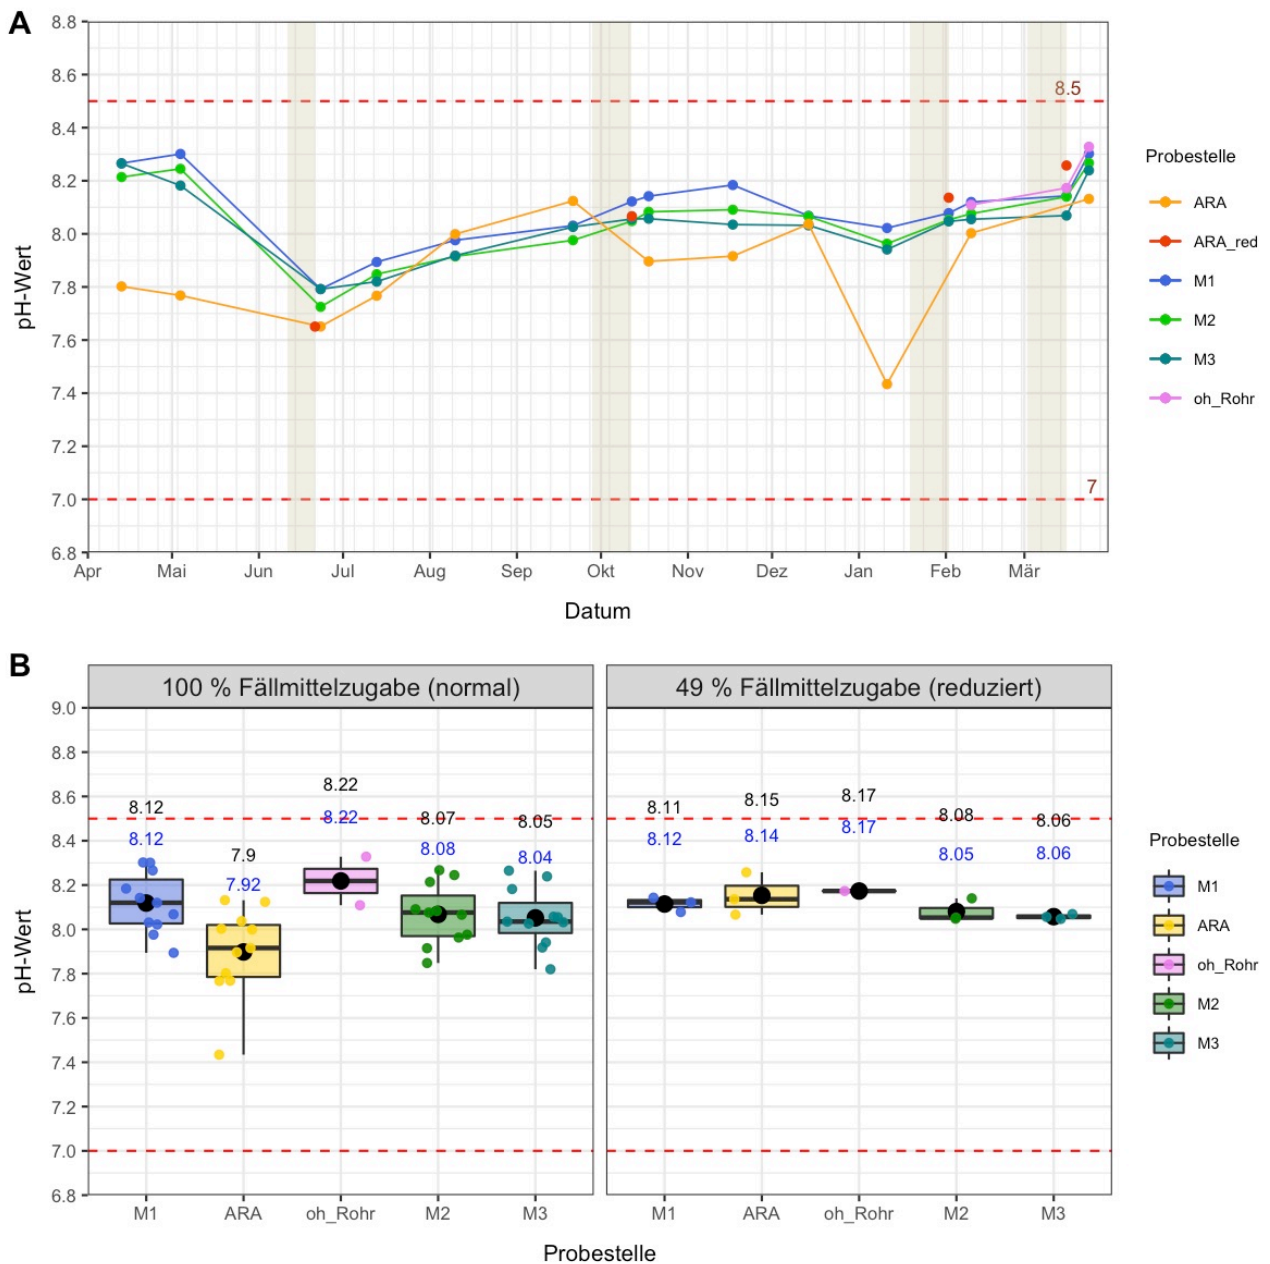 A
8.8
8.6
8.4
8.2
8.0
7.8
7.6
7.4
7.2
7.0
6.8
pH-Wert
8.5
7
Apr Mai Jun Jul Aug Sep Okt Nov Dez Jan Feb Mär
Datum
Probestelle
ARA
ARA_red
M1
M2
M3
oh_Rohr
B
100 % Fällmittelzugabe (normal)
49 % Fällmittelzugabe (reduziert)
9.0
8.8
8.6
8.4
8.2
8.0
7.8
7.6
7.4
7.2
7.0
6.8
pH-Wert
8.12 7.9 8.22 8.07 8.05
8.12 7.92 8.22 8.08 8.04
8.11 8.15 8.17 8.08 8.06
8.12 8.14 8.17 8.05 8.06
M1 ARA oh_Rohr M2 M3
M1 ARA oh_Rohr M2 M3
Probestelle
Probestelle
M1
ARA
oh_Rohr
M2
M3